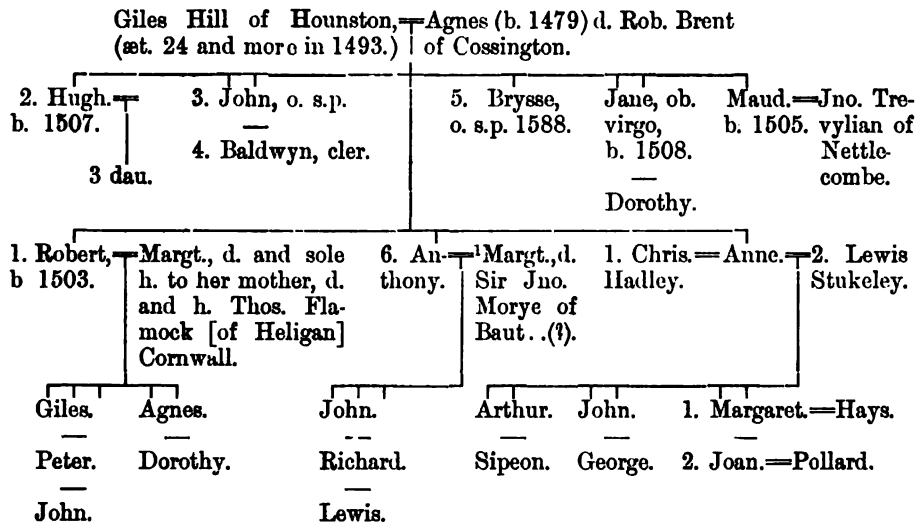 Giles Hill of Hounston,=Agnes (b. 1479) d. Rob. Brent
(æt. 24 and more in 1493.) of Cossington.
2. Hugh.=
b. 1507.
3 dau.
3. John, o. s.p.
—
4. Baldwyn, cler.
5. Brysse,
o. s.p. 1588.
Jane, ob.
virgo,
b. 1508.
—
Dorothy.
Maud.=Jno. Tre-
b. 1505. vylian of
Nettle-
combe.
1. Robert,=Margt., d. and sole
b 1503. h. to her mother, d.
and h. Thos. Fla-
mock [of Heligan]
Cornwall.
6. An-=¹Margt., d.
thony. Sir Jno.
Morye of
Baut . .(?).
1. Chris.=Anne.=2. Lewis
Hadley. Stukeley.
Giles.
—
Peter.
—
John.
Agnes.
—
Dorothy.
John.
—
Richard.
—
Lewis.
Arthur.
—
Sipeon.
John.
—
George.
1. Margaret.=Hays.
—
2. Joan.=Pollard.